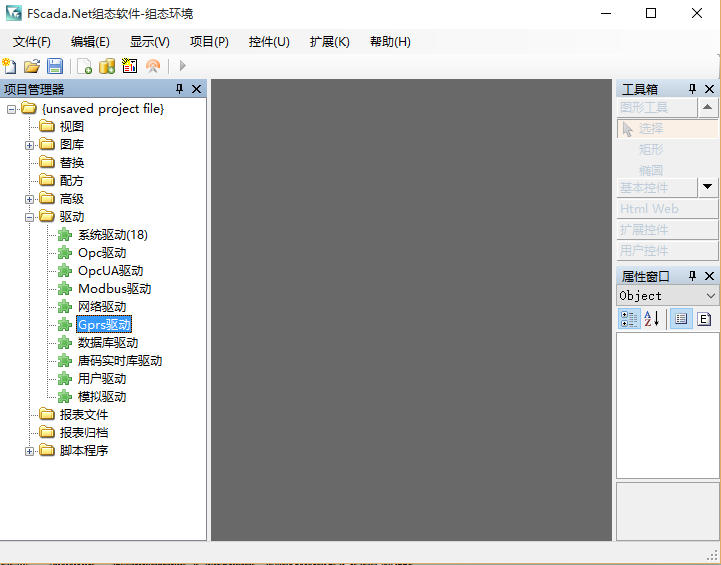 FScada.Net组态软件-组态环境
文件(F) 编辑(E) 显示(V) 项目(P) 控件(U) 扩展(K) 帮助(H)
项目管理器
{unsaved project file}
视图
图库
替换
配方
高级
驱动
系统驱动(18)
Opc驱动
OpcUA驱动
Modbus驱动
网络驱动
Gprs驱动
数据库驱动
唐码实时库驱动
用户驱动
模拟驱动
报表文件
报表归档
脚本程序
工具箱
图形工具
选择
矩形
椭圆
基本控件
Html Web
扩展控件
用户控件
属性窗口
Object